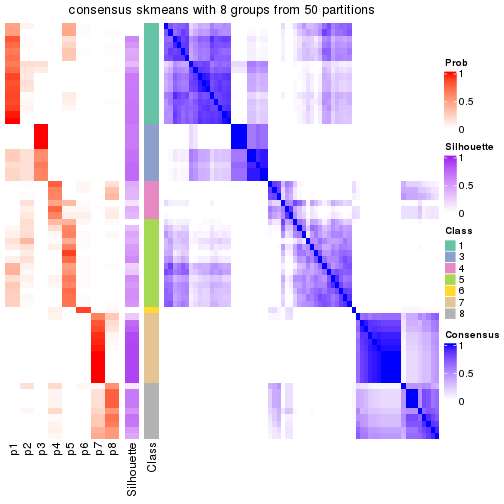 consensus skmeans with 8 groups from 50 partitions
Prob
1
0.5
0
Silhouette
1
0.5
0
Class
1
3
4
5
6
7
8
Consensus
1
0.5
0
p1
p2
p3
p4
p5
p6
p7
p8
Silhouette
Class